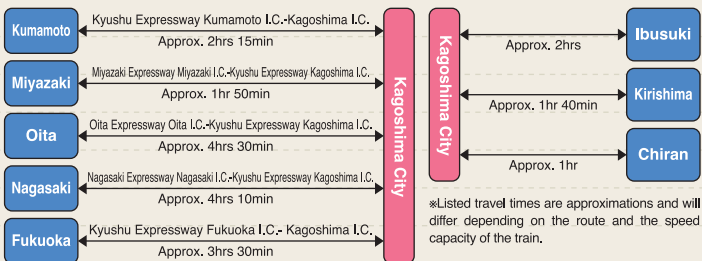 Kumamoto
Kyushu Expressway Kumamoto I.C.-Kagoshima I.C.
Approx. 2hrs 15min
Miyazaki
Miyazaki Expressway Miyazaki I.C.-Kyushu Expressway Kagoshima I.C.
Approx. 1hr 50min
Oita
Oita Expressway Oita I.C.-Kyushu Expressway Kagoshima I.C.
Approx. 4hrs 30min
Nagasaki
Nagasaki Expressway Nagasaki I.C.-Kyushu Expressway Kagoshima I.C.
Approx. 4hrs 10min
Fukuoka
Kyushu Expressway Fukuoka I.C.- Kagoshima I.C.
Approx. 3hrs 30min
Kagoshima City
Kagoshima City
Approx. 2hrs
Ibusuki
Approx. 1hr 40min
Kirishima
Approx. 1hr
Chiran
※Listed travel times are approximations and will
differ depending on the route and the speed
capacity of the train.